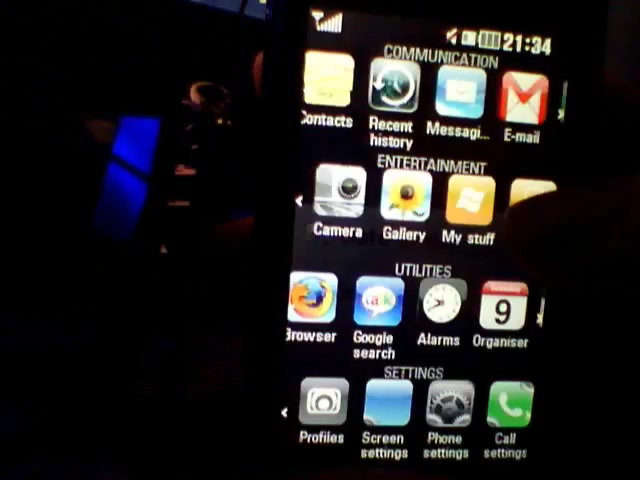 21:34
COMMUNICATION
Contacts Recent history Messagi... E-mail
ENTERTAINMENT
Camera Gallery My stuff
UTILITIES
talk
9
Browser Google search Alarms Organiser
SETTINGS
Profiles Screen settings Phone settings Call settings